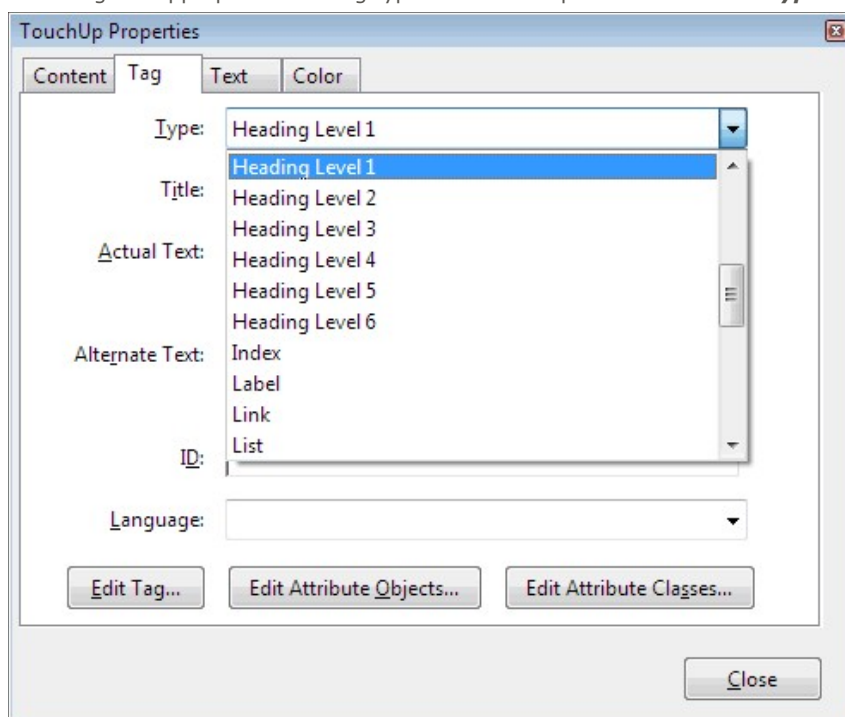 TouchUp Properties
Content Tag Text Color
Type: Heading Level 1
Heading Level 1
Title:
Heading Level 2
Heading Level 3
Actual Text:
Heading Level 4
Heading Level 5
Heading Level 6
Alternate Text:
Index
Label
Link
List
ID:
Language:
Edit Tag... Edit Attribute Objects... Edit Attribute Classes...
Close